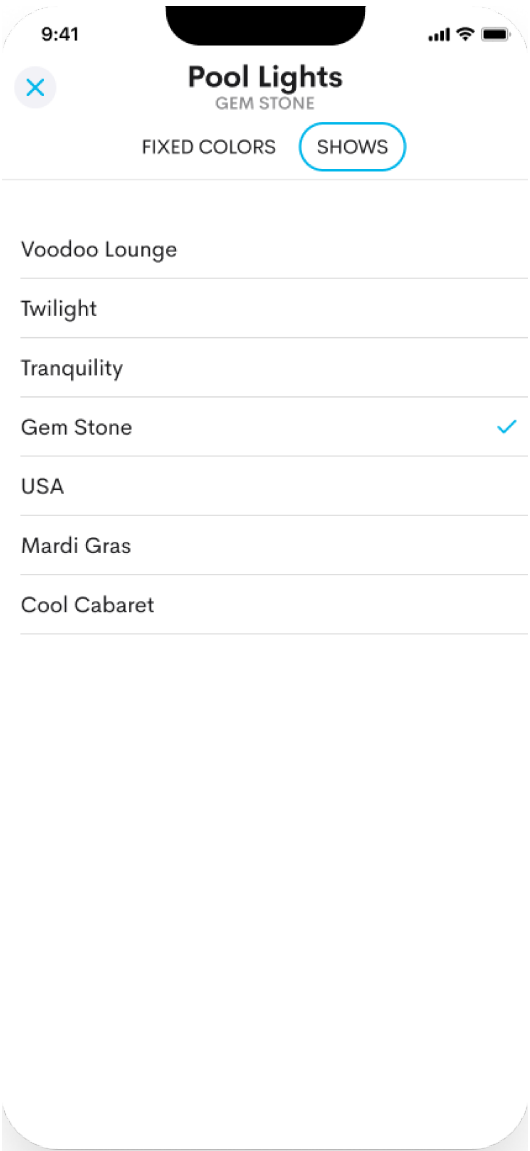 9:41
Pool Lights
GEM STONE
FIXED COLORS SHOWS
Voodoo Lounge
Twilight
Tranquility
Gem Stone
USA
Mardi Gras
Cool Cabaret